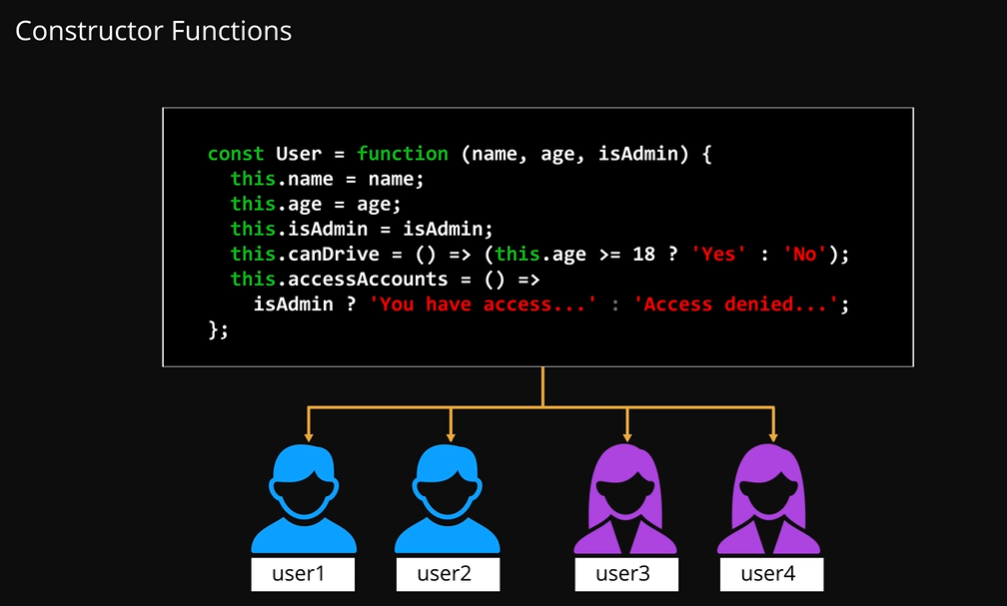 Constructor Functions
const User = function (name, age, isAdmin) {
this.name = name;
this.age = age;
this.isAdmin = isAdmin;
this.canDrive = () => (this.age >= 18 ? 'Yes' : 'No');
this.accessAccounts = () =>
isAdmin ? 'You have access...' : 'Access denied...';
};
user1 user2 user3 user4